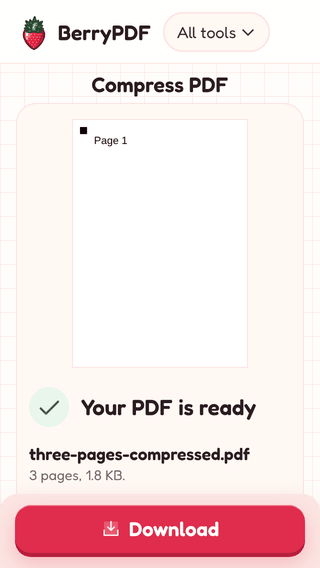 BerryPDF
All tools
Compress PDF
Page 1
Your PDF is ready
three-pages-compressed.pdf
3 pages, 1.8 KB.
Download